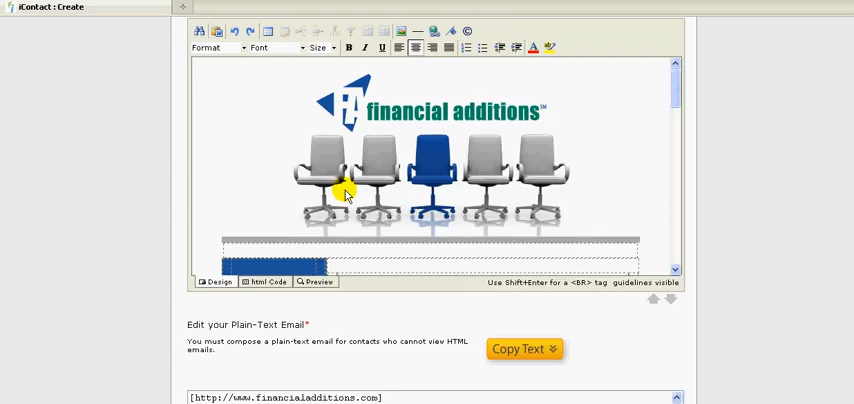 iContact : Create
Format Font Size B I U A
financial additions℠
Design html Code Preview Use Shift+Enter for a <BR> tag guidelines visible
Edit your Plain-Text Email*
You must compose a plain-text email for contacts who cannot view HTML
emails.
Copy Text
[http://www.financialadditions.com]